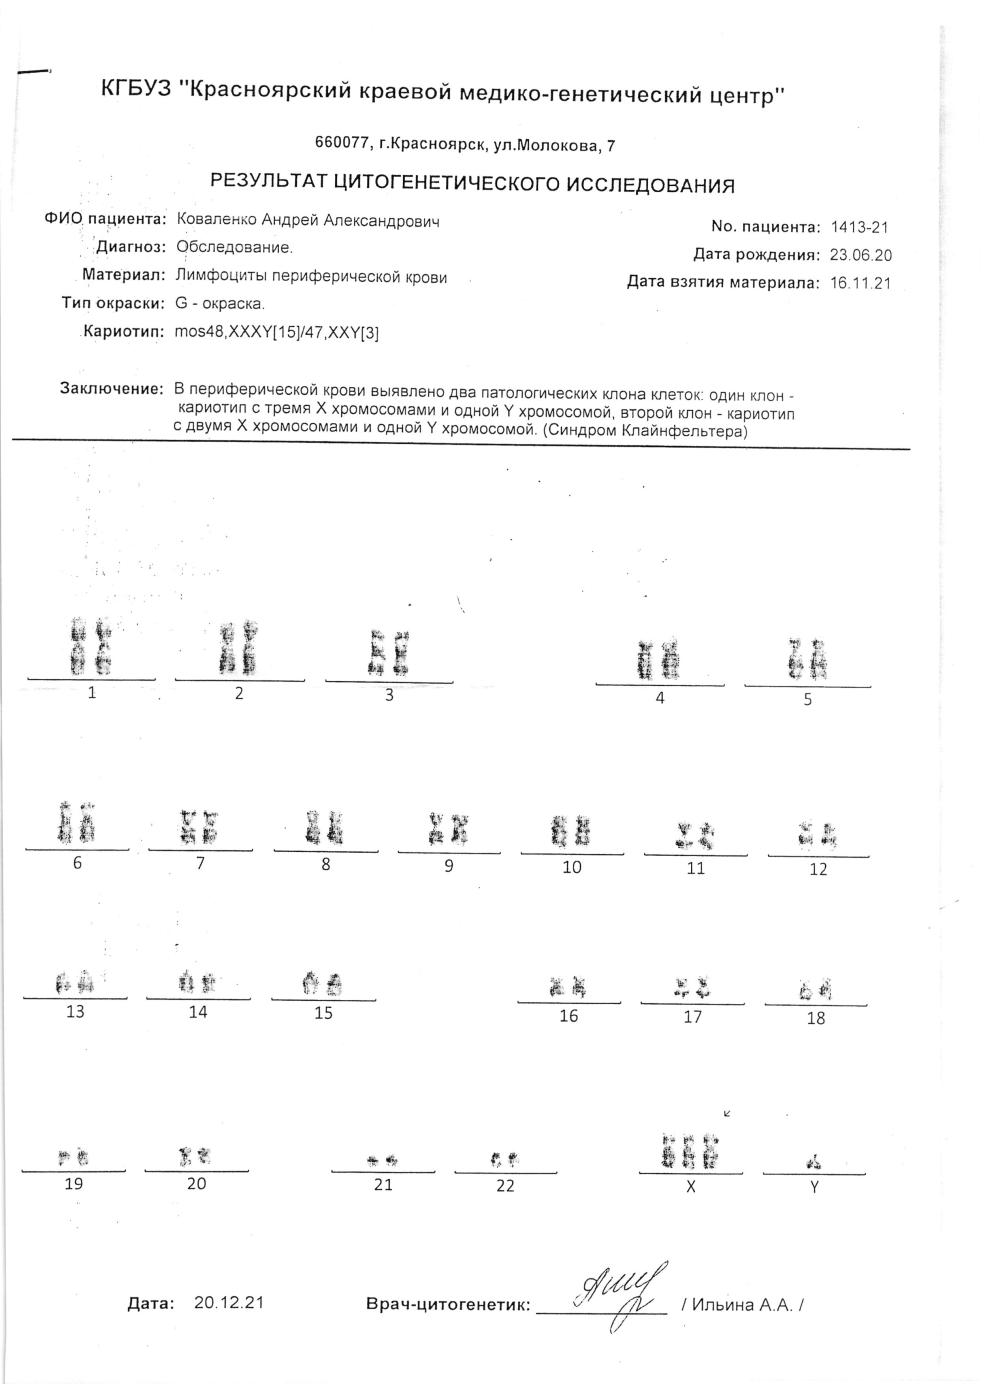 КГБУЗ "Красноярский краевой медико-генетический центр"
660077, г.Красноярск, ул.Молокова, 7
РЕЗУЛЬТАТ ЦИТОГЕНЕТИЧЕСКОГО ИССЛЕДОВАНИЯ
ФИО пациента: Коваленко Андрей Александрович
No. пациента: 1413-21
Диагноз: Обследование.
Дата рождения: 23.06.20
Материал: Лимфоциты периферической крови
Дата взятия материала: 16.11.21
Тип окраски: G - окраска.
Кариотип: mos48,XXXY[15]/47,XXY[3]
Заключение: В периферической крови выявлено два патологических клона клеток: один клон -
кариотип с тремя X хромосомами и одной Y хромосомой, второй клон - кариотип
с двумя X хромосомами и одной Y хромосомой. (Синдром Клайнфельтера)
1 2 3 4 5
6 7 8 9 10 11 12
13 14 15 16 17 18
19 20 21 22 X Y
Дата: 20.12.21 Врач-цитогенетик: / Ильина А.А. /